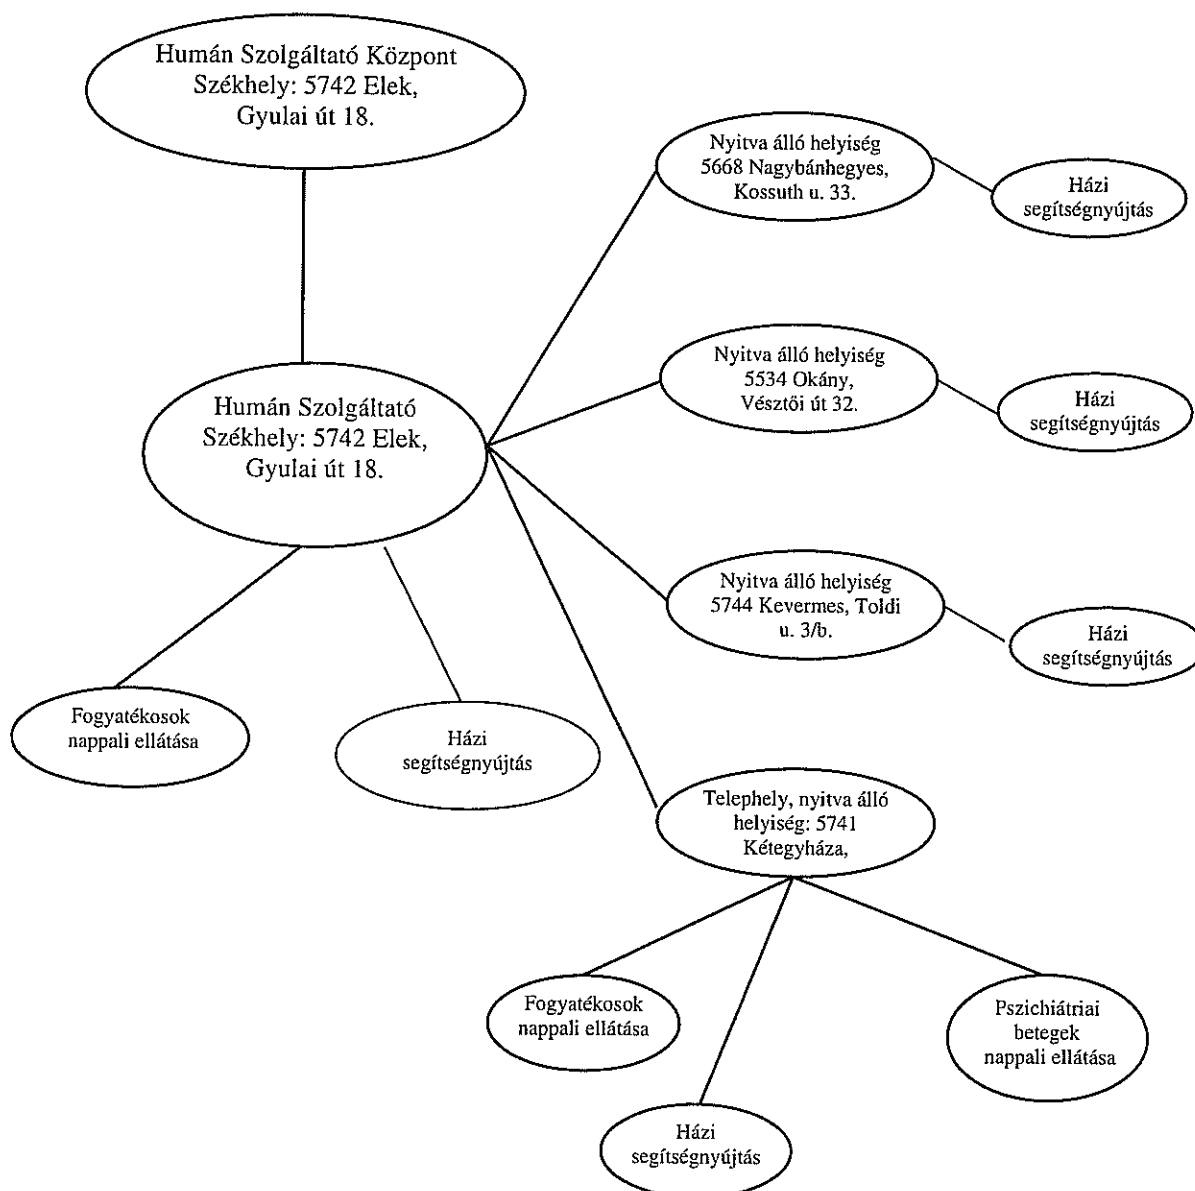 Humán Szolgáltató Központ
Székhely: 5742 Elek,
Gyulai út 18.
Nyitva álló helyiség
5668 Nagybánhegyes,
Kossuth u. 33.
Házi
segítségnyújtás
Nyitva álló helyiség
5534 Okány,
Vésztői út 32.
Házi
segítségnyújtás
Humán Szolgáltató
Székhely: 5742 Elek,
Gyulai út 18.
Nyitva álló helyiség
5744 Kevermes, Toldi
u. 3/b.
Házi
segítségnyújtás
Fogyatékosok
nappali ellátása
Házi
segítségnyújtás
Telephely, nyitva álló
helyiség: 5741
Kétegyháza,
Fogyatékosok
nappali ellátása
Pszichiátriai
betegek
nappali ellátása
Házi
segítségnyújtás